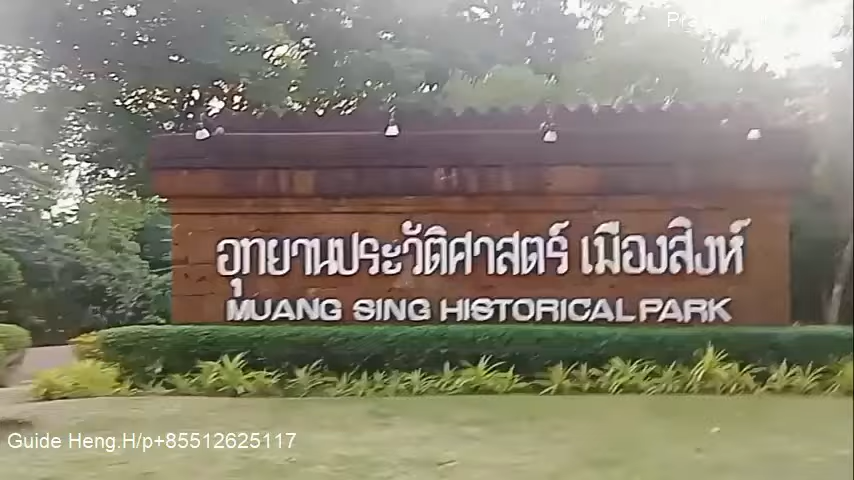 อุทยานประวัติศาสตร์ เมืองสิงห์
MUANG SING HISTORICAL PARK
Guide Heng.H/p+85512625117